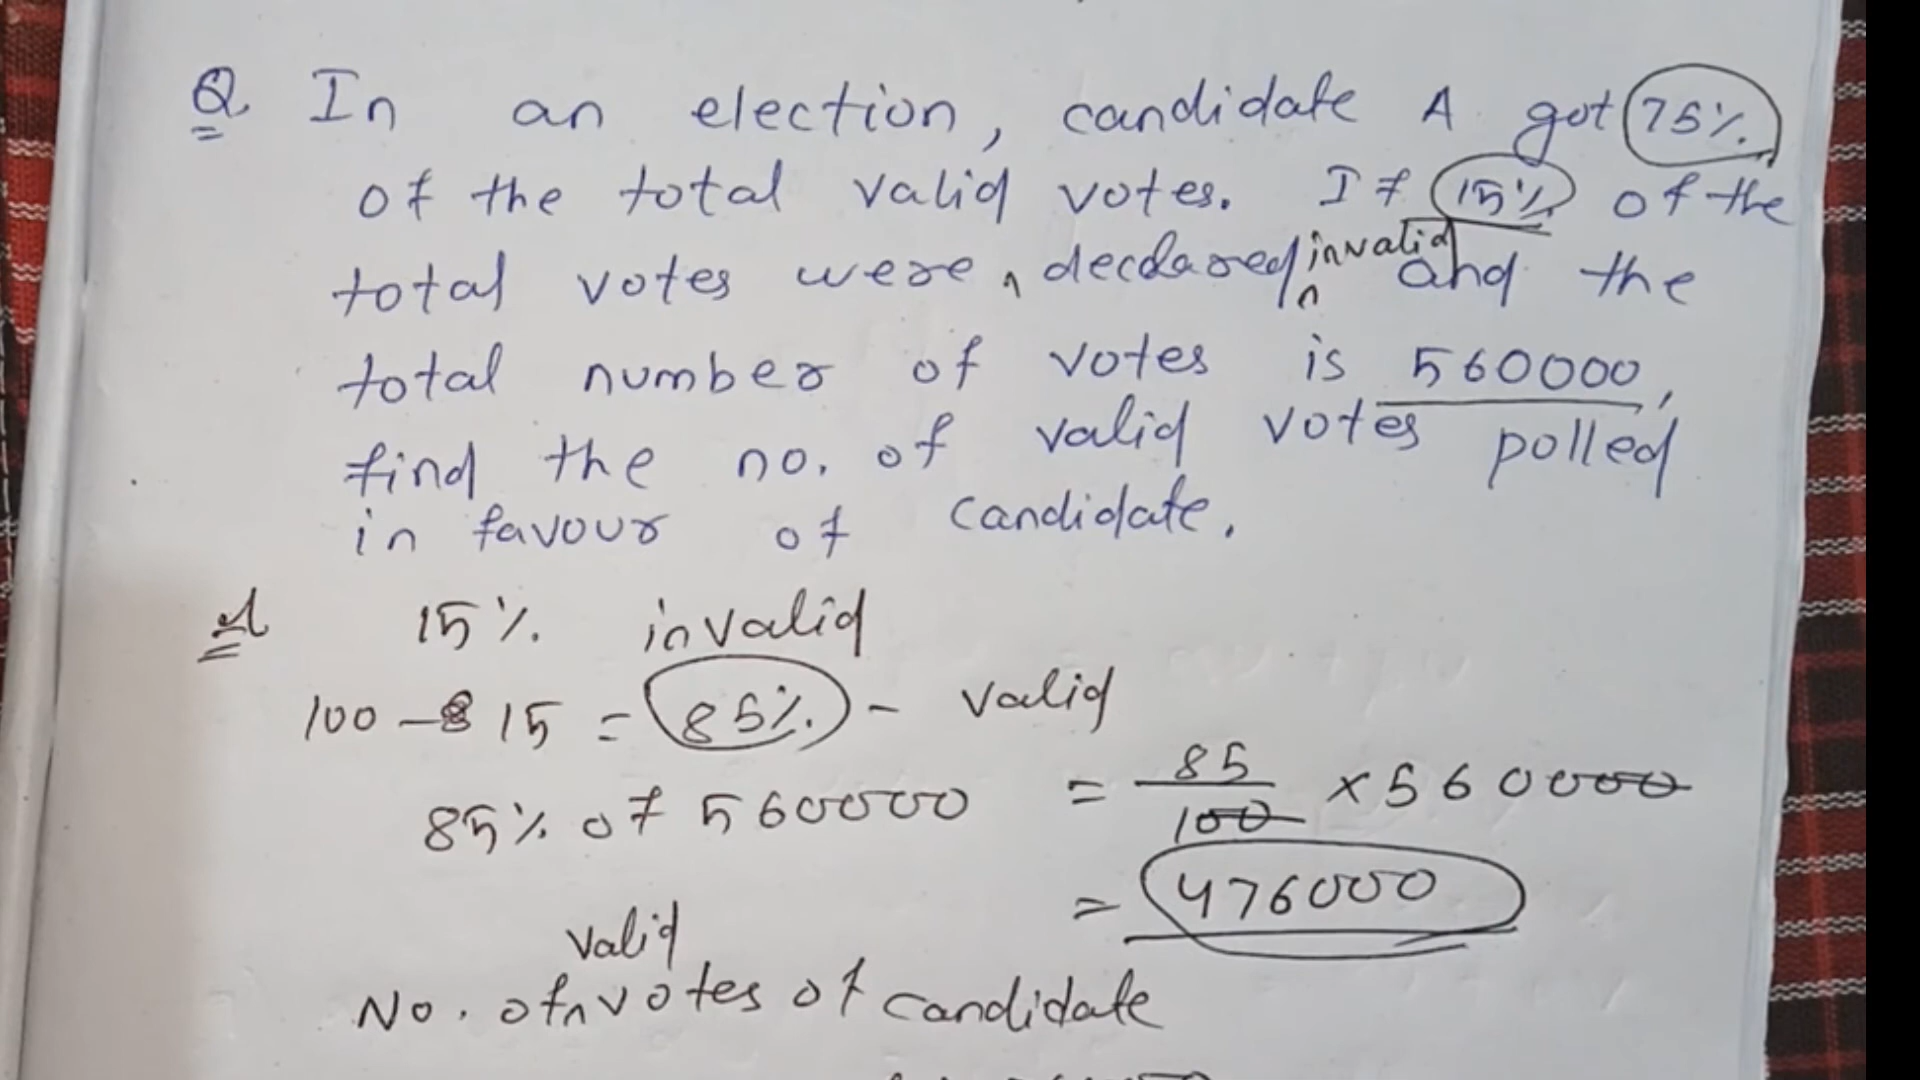 Q In an election, candidate A got 75%
of the total valid votes. If 15% of the
total votes were declared invalid and the
total number of votes is 560000,
find the no. of valid votes polled
in favour of candidate.
A 15% invalid
100 - 15 = 85% - valid
85% of 560000 = 85/100 × 560000
= 476000
No. of valid votes of candidate